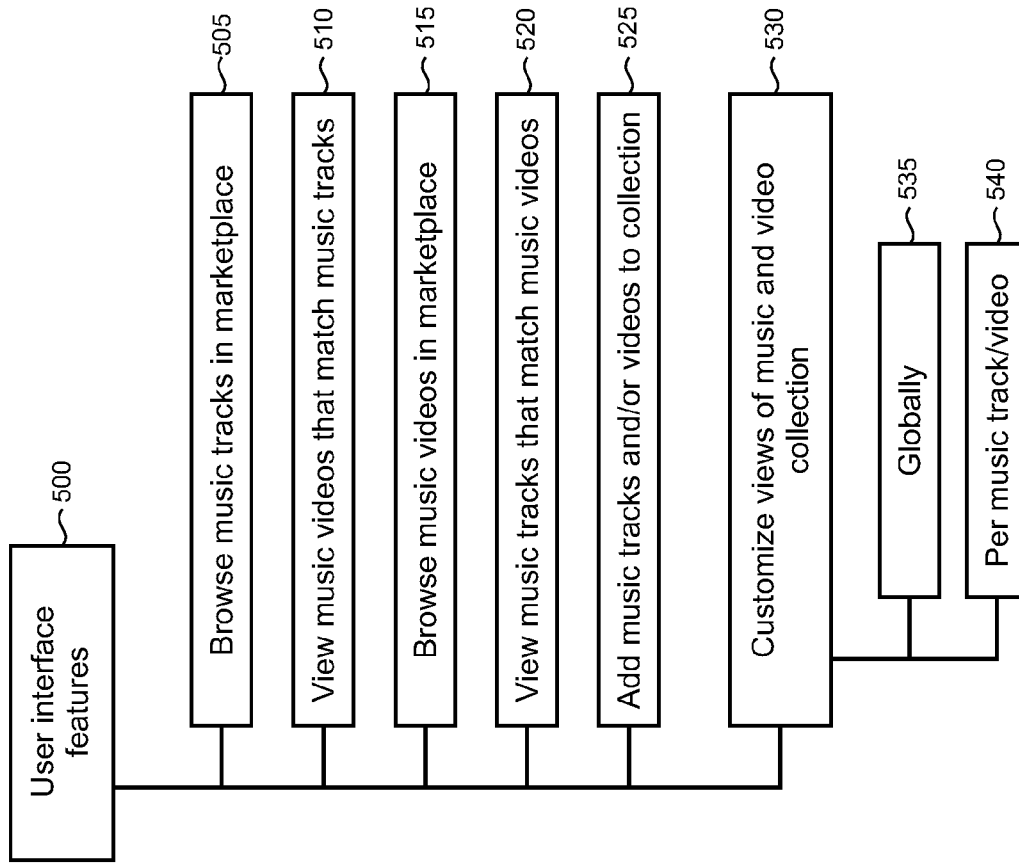 User interface
features
500
Browse music tracks in marketplace
505
View music videos that match music tracks
510
Browse music videos in marketplace
515
View music tracks that match music videos
520
Add music tracks and/or videos to collection
525
Customize views of music and video
collection
530
Globally
535
Per music track/video
540